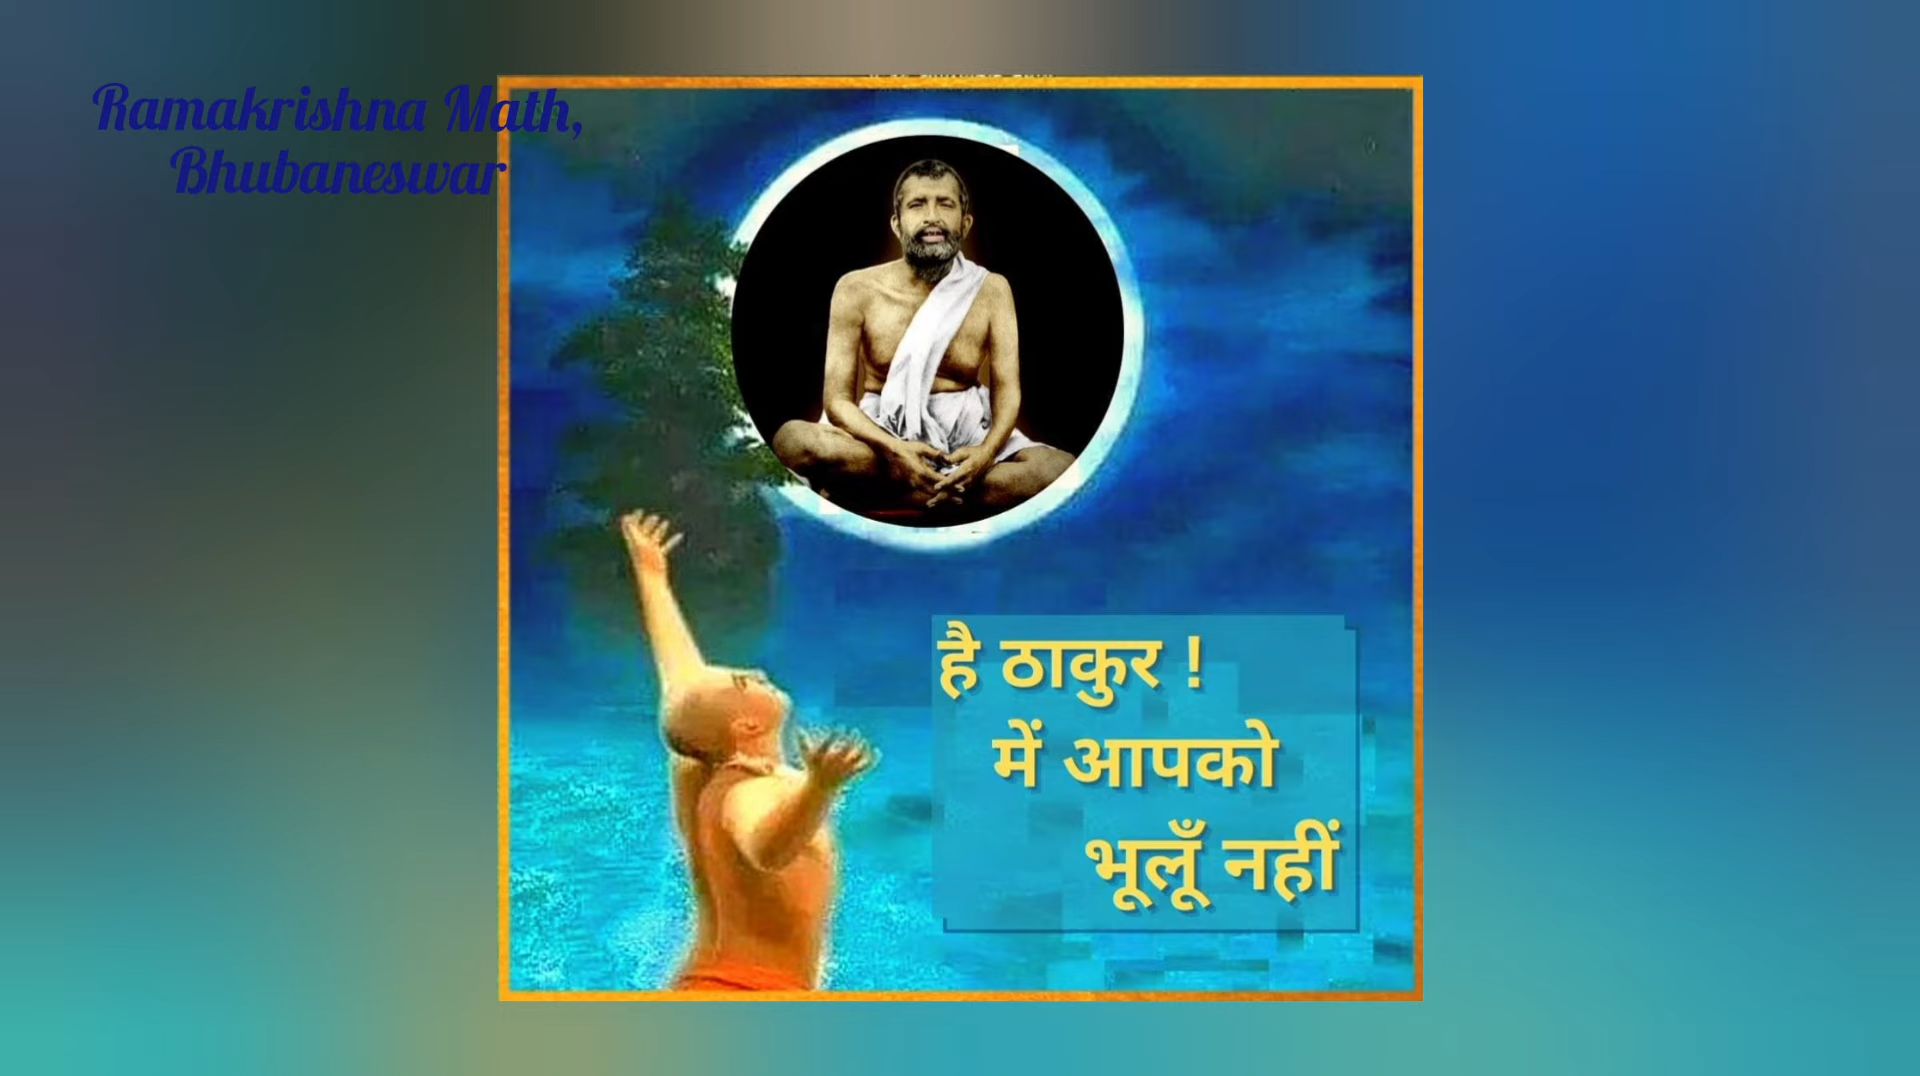 Ramakrishna Math,
Bhubaneswar
है ठाकुर !
में आपको
भूलूँ नहीं